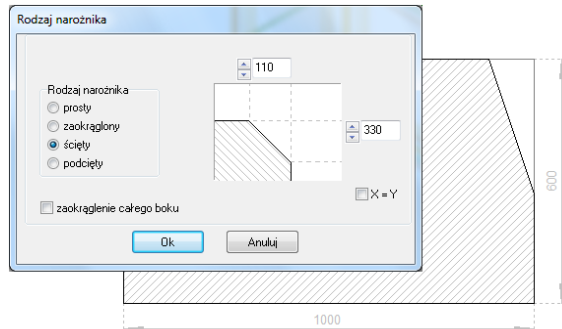 Rodzaj narożnika
110
Rodzaj narożnika
prosty
zaokrąglony
330
ścięty
podcięty
600
X = Y
zaokrąglenie całego boku
Ok
Anuluj
1000